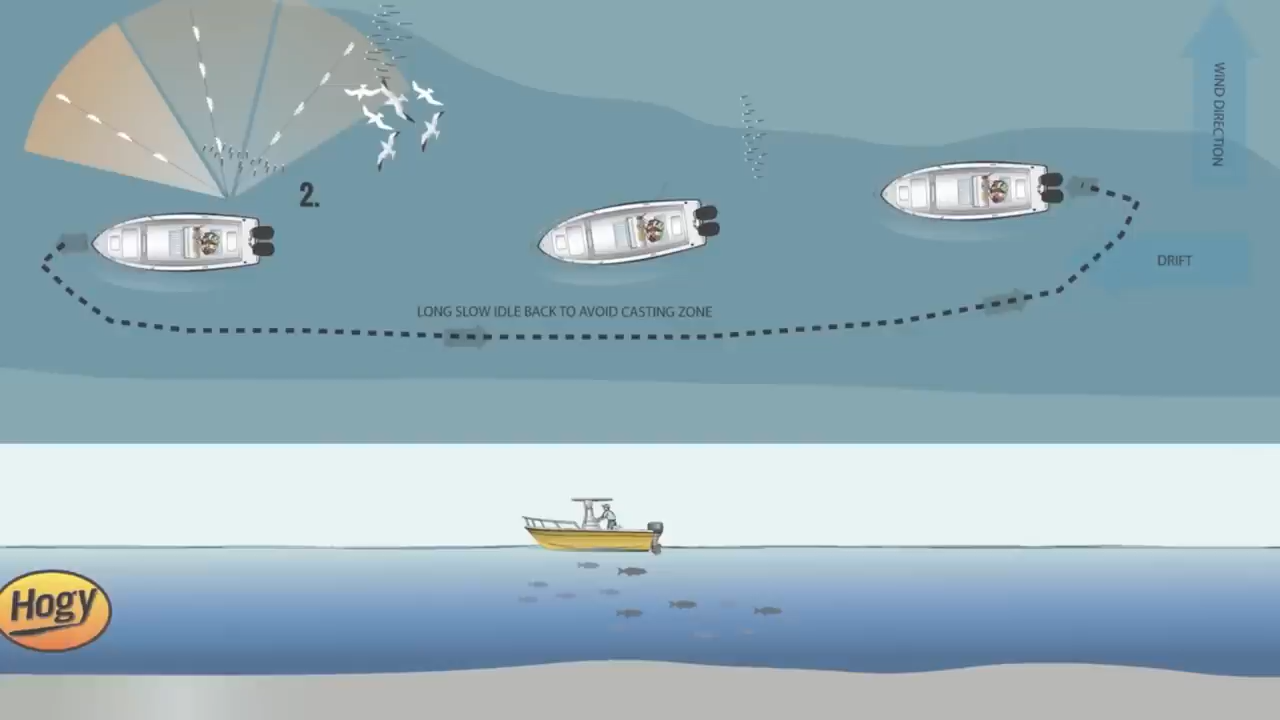 WIND DIRECTION
2.
DRIFT
LONG SLOW IDLE BACK TO AVOID CASTING ZONE
Hogy